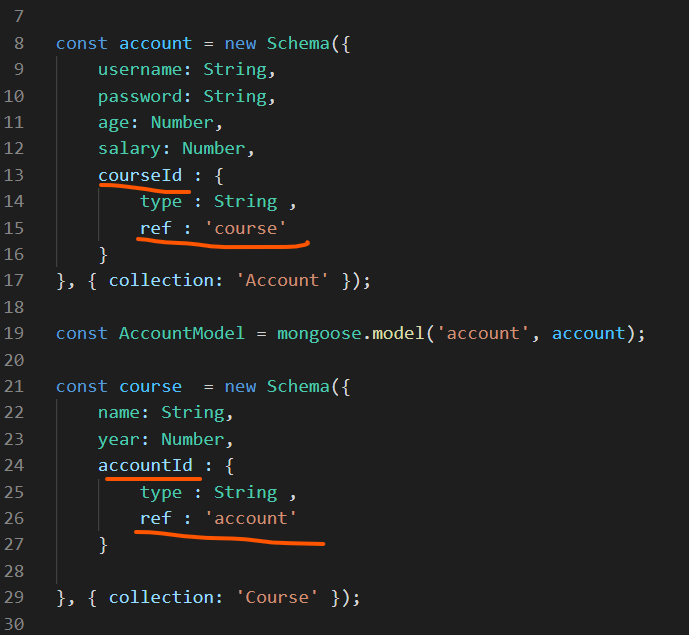 7
8 const account = new Schema({
9 username: String,
10 password: String,
11 age: Number,
12 salary: Number,
13 courseId : {
14 type : String ,
15 ref : 'course'
16 }
17 }, { collection: 'Account' });
18
19 const AccountModel = mongoose.model('account', account);
20
21 const course  = new Schema({
22 name: String,
23 year: Number,
24 accountId : {
25 type : String ,
26 ref : 'account'
27 }
28
29 }, { collection: 'Course' });
30